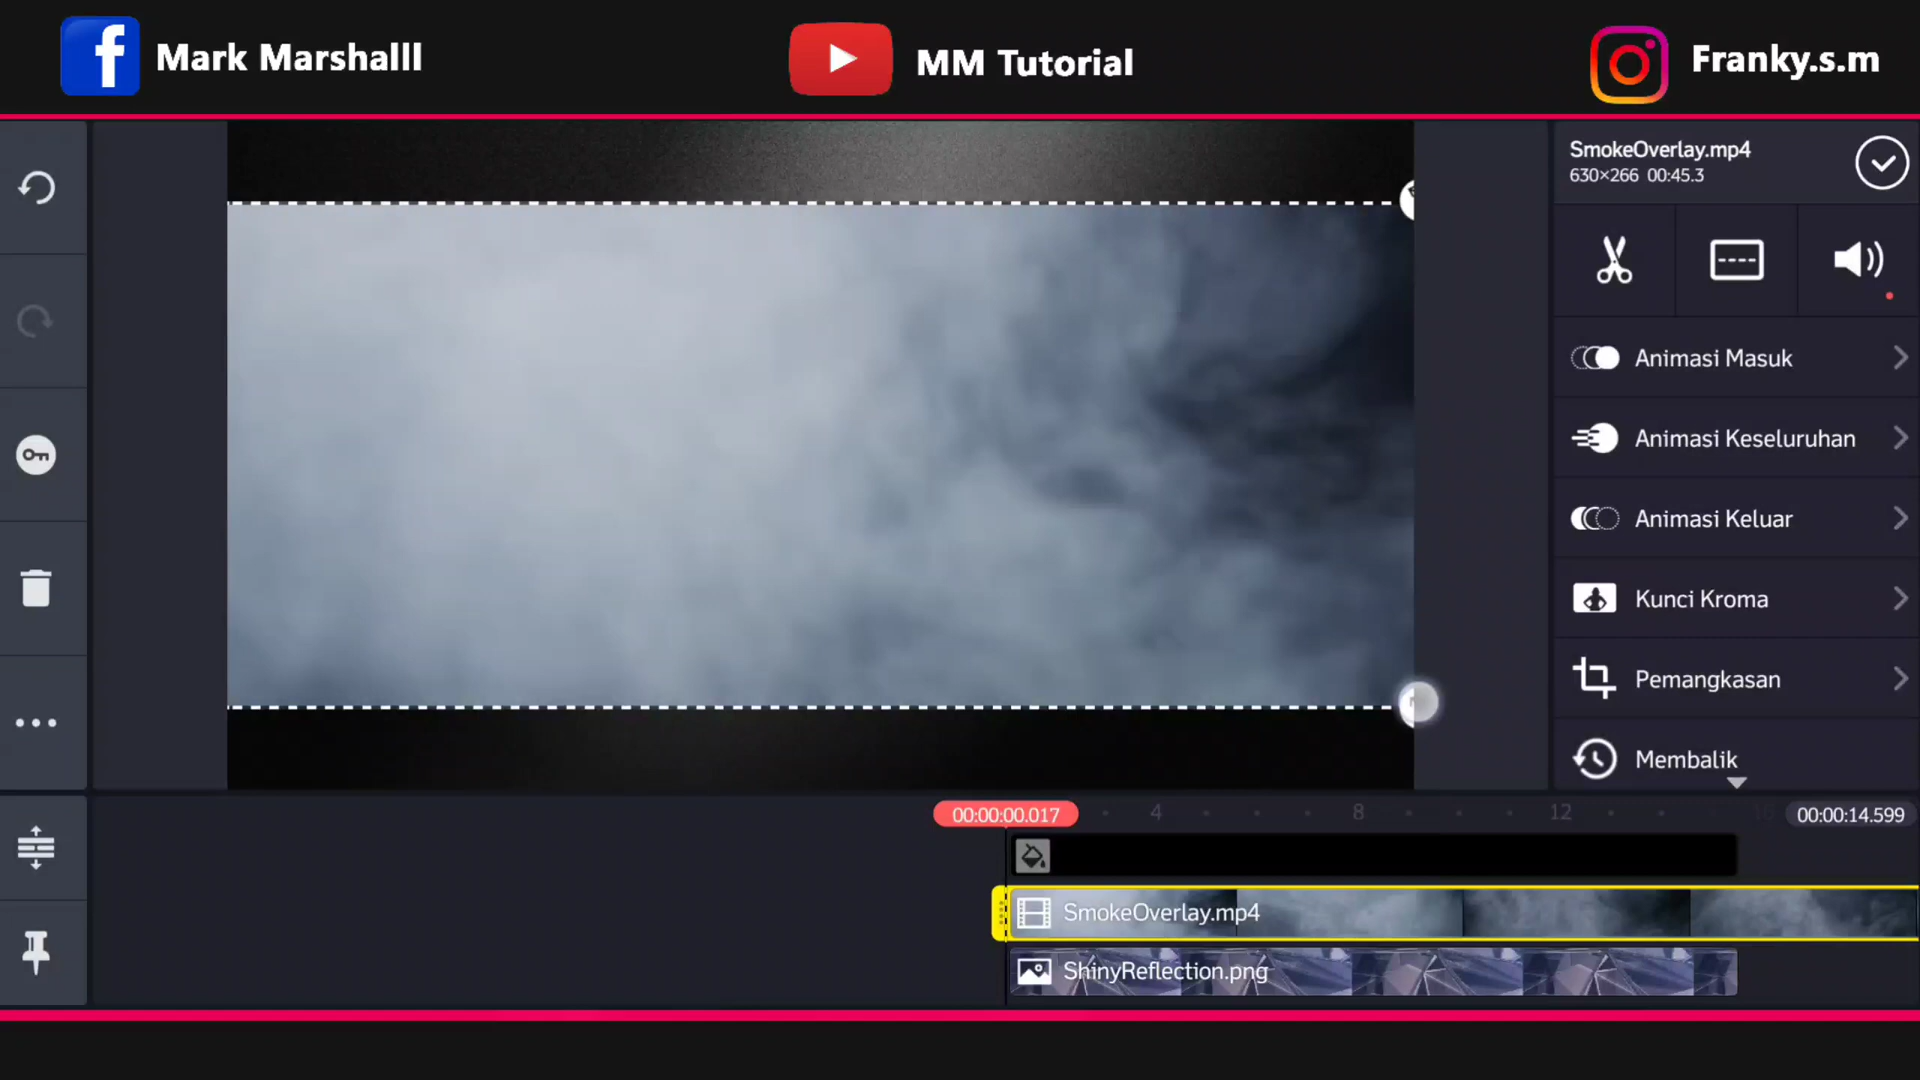 f Mark Marshalll
MM Tutorial
Franky.s.m
SmokeOverlay.mp4
630×266 00:45.3
Animasi Masuk
Animasi Keseluruhan
Animasi Keluar
Kunci Kroma
Pemangkasan
Membalik
00:00:00.017
4
8
12
16
00:00:14.599
SmokeOverlay.mp4
ShinyReflection.png